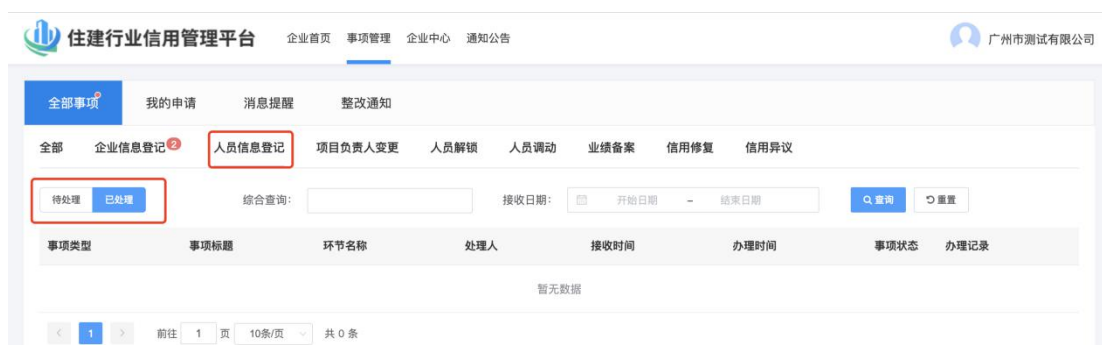 住建行业信用管理平台 企业首页 事项管理 企业中心 通知公告 广州市测试有限公司
全部事项 我的申请 消息提醒 整改通知
全部 企业信息登记 2 人员信息登记 项目负责人变更 人员解锁 人员调动 业绩备案 信用修复 信用异议
待处理 已处理 综合查询: 接收日期: 开始日期 – 结束日期 查询 重置
事项类型 事项标题 环节名称 处理人 接收时间 办理时间 事项状态 办理记录
暂无数据
< 1 > 前往 1 页 10条/页 共 0 条